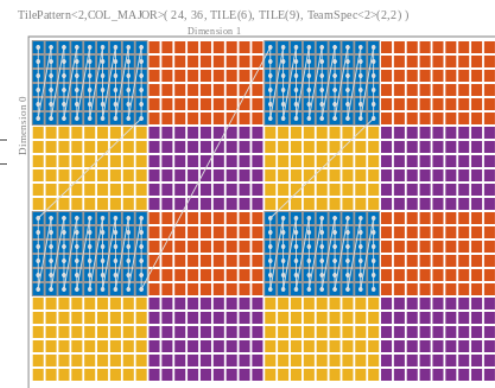 TilePattern<2,COL_MAJOR>( 24, 36, TILE(6), TILE(9), TeamSpec<2>(2,2) )
Dimension 1
Dimension 0